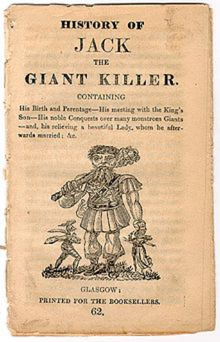 HISTORY OF
JACK
THE
GIANT KILLER.
CONTAINING
His Birth and Parentage—His meeting with the King's
Son—His noble Conquests over many monstrous Giants
—and, his relieving a beautiful Lady, whom he after-
wards married: &c.
GLASGOW:
PRINTED FOR THE BOOKSELLERS.
62.